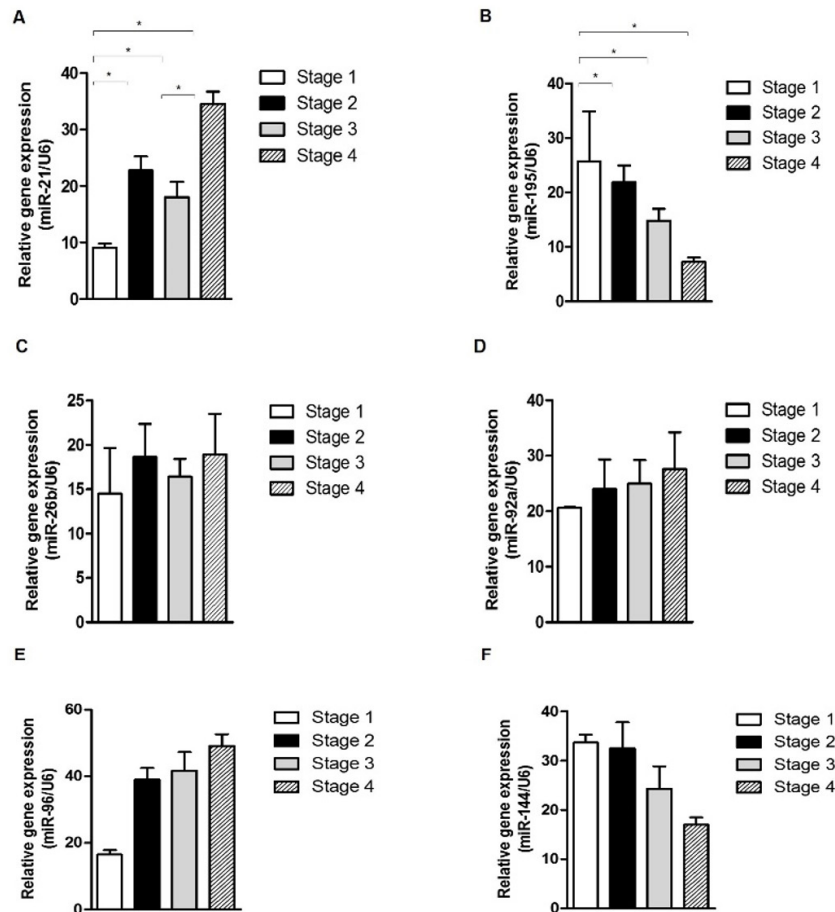 A
*
*
*
*
Relative gene expression
(miR-21/U6)
40
30
20
10
0
Stage 1
Stage 2
Stage 3
Stage 4
B
*
*
*
Relative gene expression
(miR-195/U6)
40
30
20
10
0
Stage 1
Stage 2
Stage 3
Stage 4
C
Relative gene expression
(miR-26b/U6)
25
20
15
10
5
0
Stage 1
Stage 2
Stage 3
Stage 4
D
Relative gene expression
(miR-92a/U6)
40
30
20
10
0
Stage 1
Stage 2
Stage 3
Stage 4
E
Relative gene expression
(miR-96/U6)
60
40
20
0
Stage 1
Stage 2
Stage 3
Stage 4
F
Relative gene expression
(miR-144/U6)
40
30
20
10
0
Stage 1
Stage 2
Stage 3
Stage 4